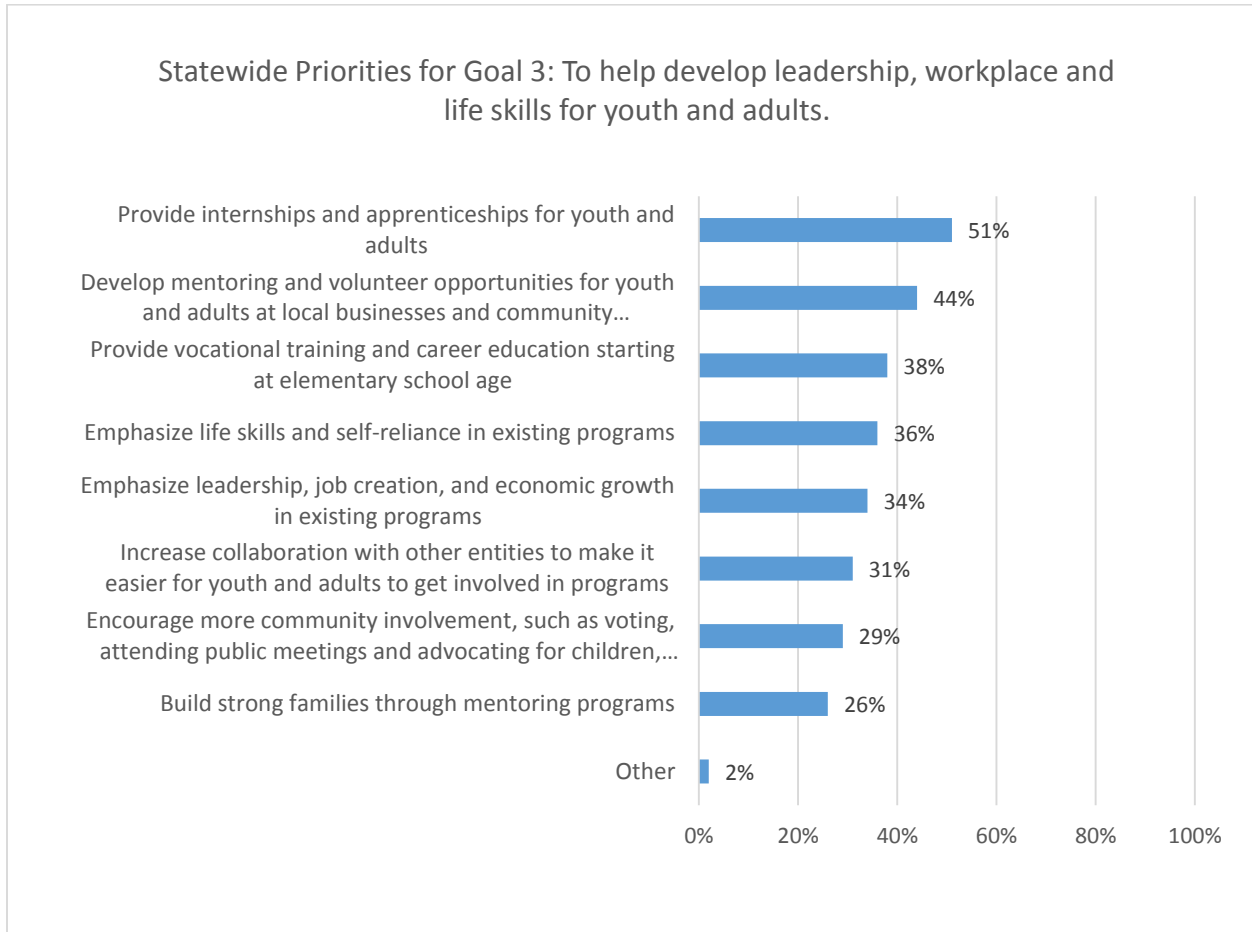 Statewide Priorities for Goal 3: To help develop leadership, workplace and
life skills for youth and adults.
Provide internships and apprenticeships for youth and
adults
51%
Develop mentoring and volunteer opportunities for youth
and adults at local businesses and community…
44%
Provide vocational training and career education starting
at elementary school age
38%
Emphasize life skills and self-reliance in existing programs
36%
Emphasize leadership, job creation, and economic growth
in existing programs
34%
Increase collaboration with other entities to make it
easier for youth and adults to get involved in programs
31%
Encourage more community involvement, such as voting,
attending public meetings and advocating for children,…
29%
Build strong families through mentoring programs
26%
Other
2%
0% 20% 40% 60% 80% 100%